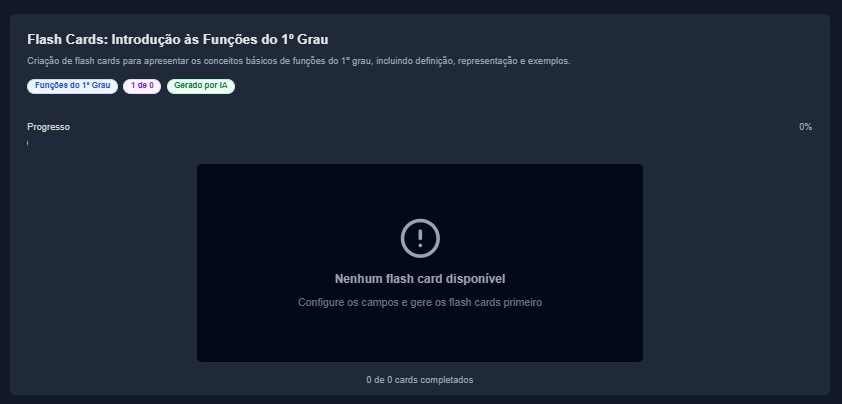 Flash Cards: Introdução às Funções do 1º Grau
Criação de flash cards para apresentar os conceitos básicos de funções do 1º grau, incluindo definição, representação e exemplos.
Funções do 1º Grau 1 de 0 Gerado por IA
Progresso 0%
Nenhum flash card disponível
Configure os campos e gere os flash cards primeiro
0 de 0 cards completados